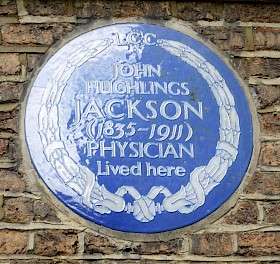 L.C.C.
JOHN
HUGHLINGS
JACKSON
(1835-1911)
PHYSICIAN
Lived here